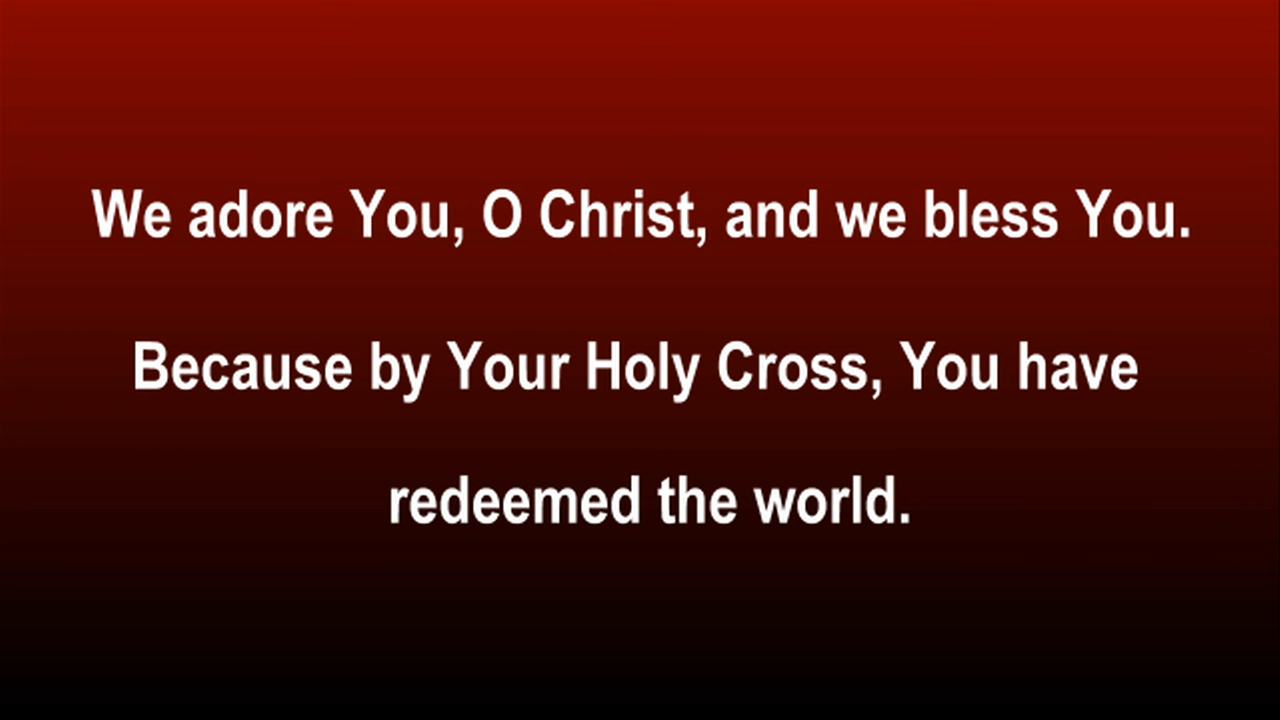 We adore You, O Christ, and we bless You.
Because by Your Holy Cross, You have
redeemed the world.